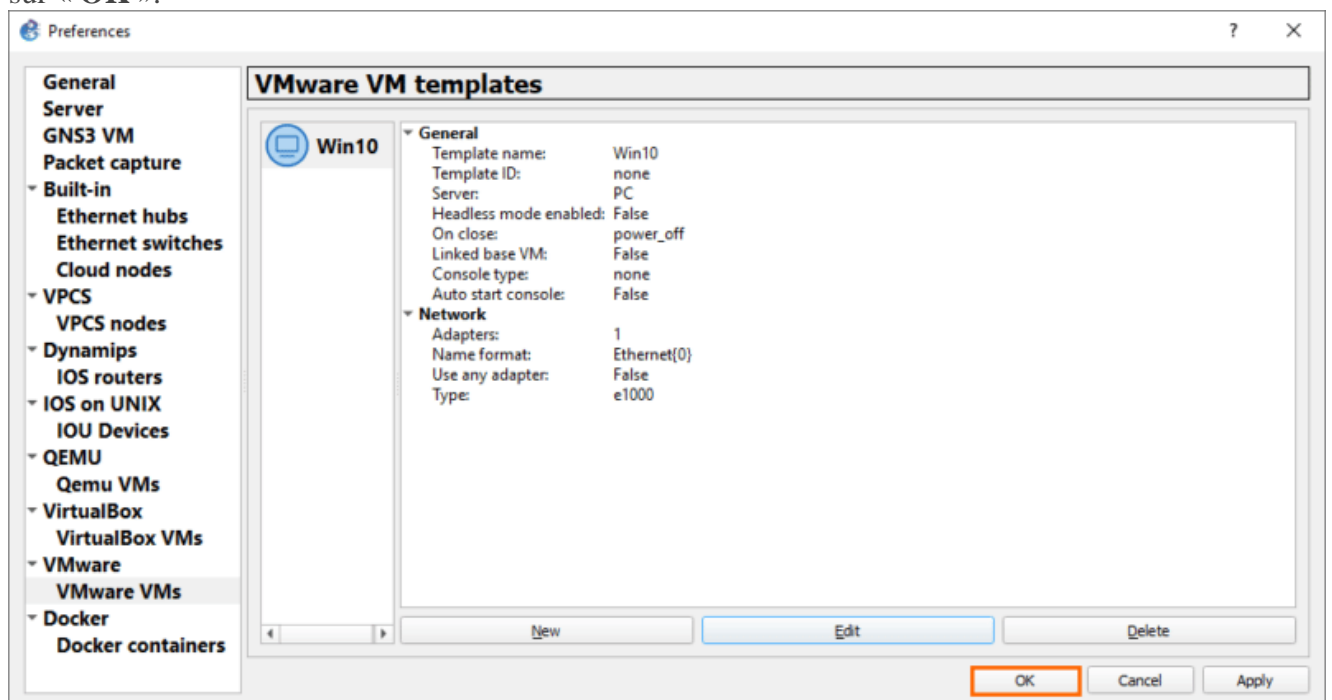 sur « OK ».
Preferences
? ×
General
Server
GNS3 VM
Packet capture
Built-in
Ethernet hubs
Ethernet switches
Cloud nodes
VPCS
VPCS nodes
Dynamips
IOS routers
IOS on UNIX
IOU Devices
QEMU
Qemu VMs
VirtualBox
VirtualBox VMs
VMware
VMware VMs
Docker
Docker containers
VMware VM templates
Win10
General
Template name: Win10
Template ID: none
Server: PC
Headless mode enabled: False
On close: power_off
Linked base VM: False
Console type: none
Auto start console: False
Network
Adapters: 1
Name format: Ethernet{0}
Use any adapter: False
Type: e1000
New Edit Delete
OK Cancel Apply